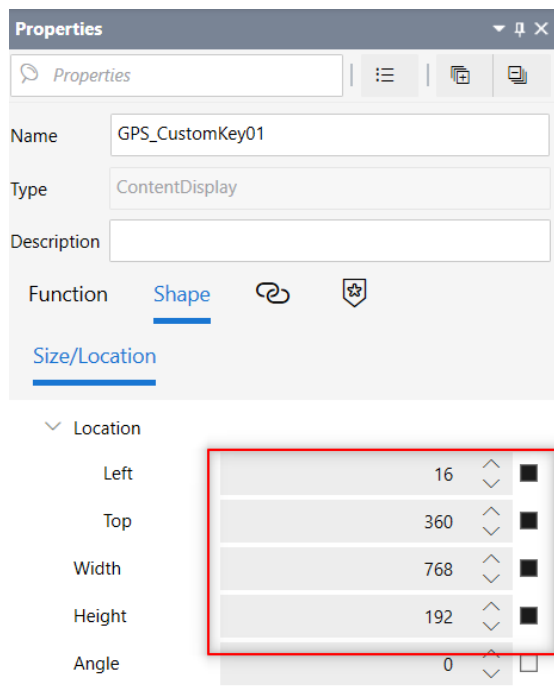 Properties
Properties
Name GPS_CustomKey01
Type ContentDisplay
Description
Function Shape
Size/Location
Location
Left 16
Top 360
Width 768
Height 192
Angle 0